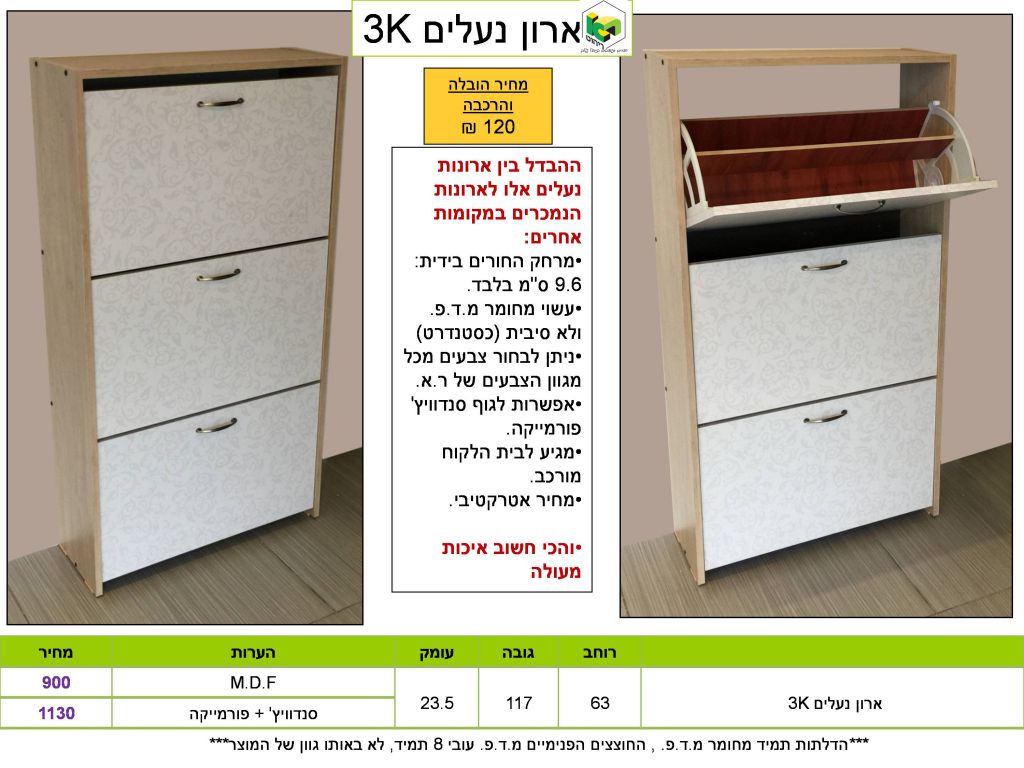 ארון נעלים 3K
מחיר הובלה
והרכבה
120 ₪
ההבדל בין ארונות
נעלים אלו לארונות
הנמכרים במקומות
אחרים:
•מרחק החורים בידית:
9.6 ס"מ בלבד.
•עשוי מחומר מ.ד.פ.
ולא סיבית (כסטנדרט)
•ניתן לבחור צבעים מכל
מגוון הצבעים של ר.א.
•אפשרות לגוף סנדוויץ'
פורמייקה.
•מגיע לבית הלקוח
מורכב.
•מחיר אטרקטיבי.
•והכי חשוב איכות
מעולה
רוחב גובה עומק הערות מחיר
ארון נעלים 3K 63 117 23.5 M.D.F 900
סנדוויץ' + פורמייקה 1130
***הדלתות תמיד מחומר מ.ד.פ. , החוצצים הפנימיים מ.ד.פ. עובי 8 תמיד, לא באותו גוון של המוצר***